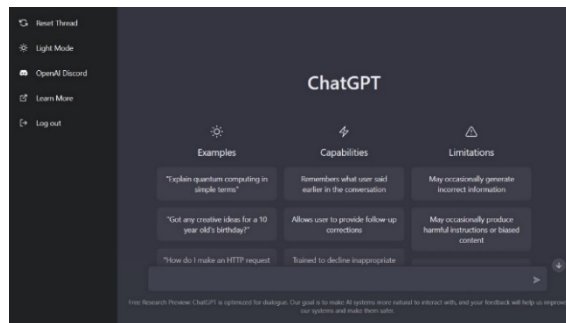 Reset Thread
Light Mode
OpenAI Discord
Learn More
Log out
ChatGPT
Examples
"Explain quantum computing in
simple terms"
"Got any creative ideas for a 10
year old's birthday?"
"How do I make an HTTP request
Capabilities
Remembers what user said
earlier in the conversation
Allows user to provide follow-up
corrections
Trained to decline inappropriate
Limitations
May occasionally generate
incorrect information
May occasionally produce
harmful instructions or biased
content
Free Research Preview: ChatGPT is optimized for dialogue. Our goal is to make AI systems more natural to interact with, and your feedback will help us improve
our systems and make them safer.